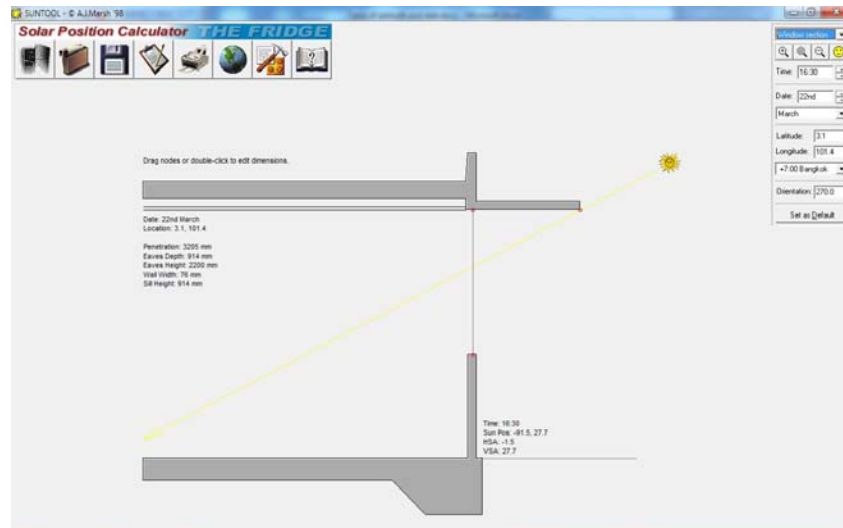 SUNTOOL - © A.J.Marsh '98
Solar Position Calculator THE FRIDGE
Window section
Time: 16:30
Date: 22nd
March
Latitude: 3.1
Longitude: 101.4
+7:00 Bangkok
Orientation: 270.0
Set as Default
Drag nodes or double-click to edit dimensions.
Date: 22nd March
Location: 3.1, 101.4
Penetration: 3205 mm
Eaves Depth: 914 mm
Eaves Height: 2200 mm
Wall Width: 76 mm
Sill Height: 914 mm
Time: 16:30
Sun Pos: -91.5, 27.7
HSA: -1.5
VSA: 27.7